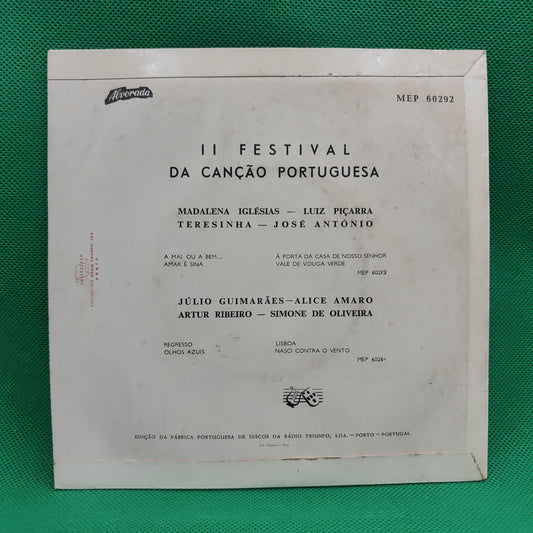 Alvorada
MEP 60292
II FESTIVAL
DA CANÇÃO PORTUGUESA
MADALENA IGLÉSIAS — LUIZ PIÇARRA
TERESINHA — JOSÉ ANTÓNIO
A MAL OU A BEM...
AMAR É SINA
À PORTA DA CASA DE NOSSO SENHOR
VALE DE VOUGA VERDE
MEP 60283
JÚLIO GUIMARÃES — ALICE AMARO
ARTUR RIBEIRO — SIMONE DE OLIVEIRA
REGRESSO
OLHOS AZUIS
LISBOA
NASCI CONTRA O VENTO
MEP 60284
EDIÇÃO DA FÁBRICA PORTUGUESA DE DISCOS DA RÁDIO TRIUNFO, LDA. — PORTO — PORTUGAL